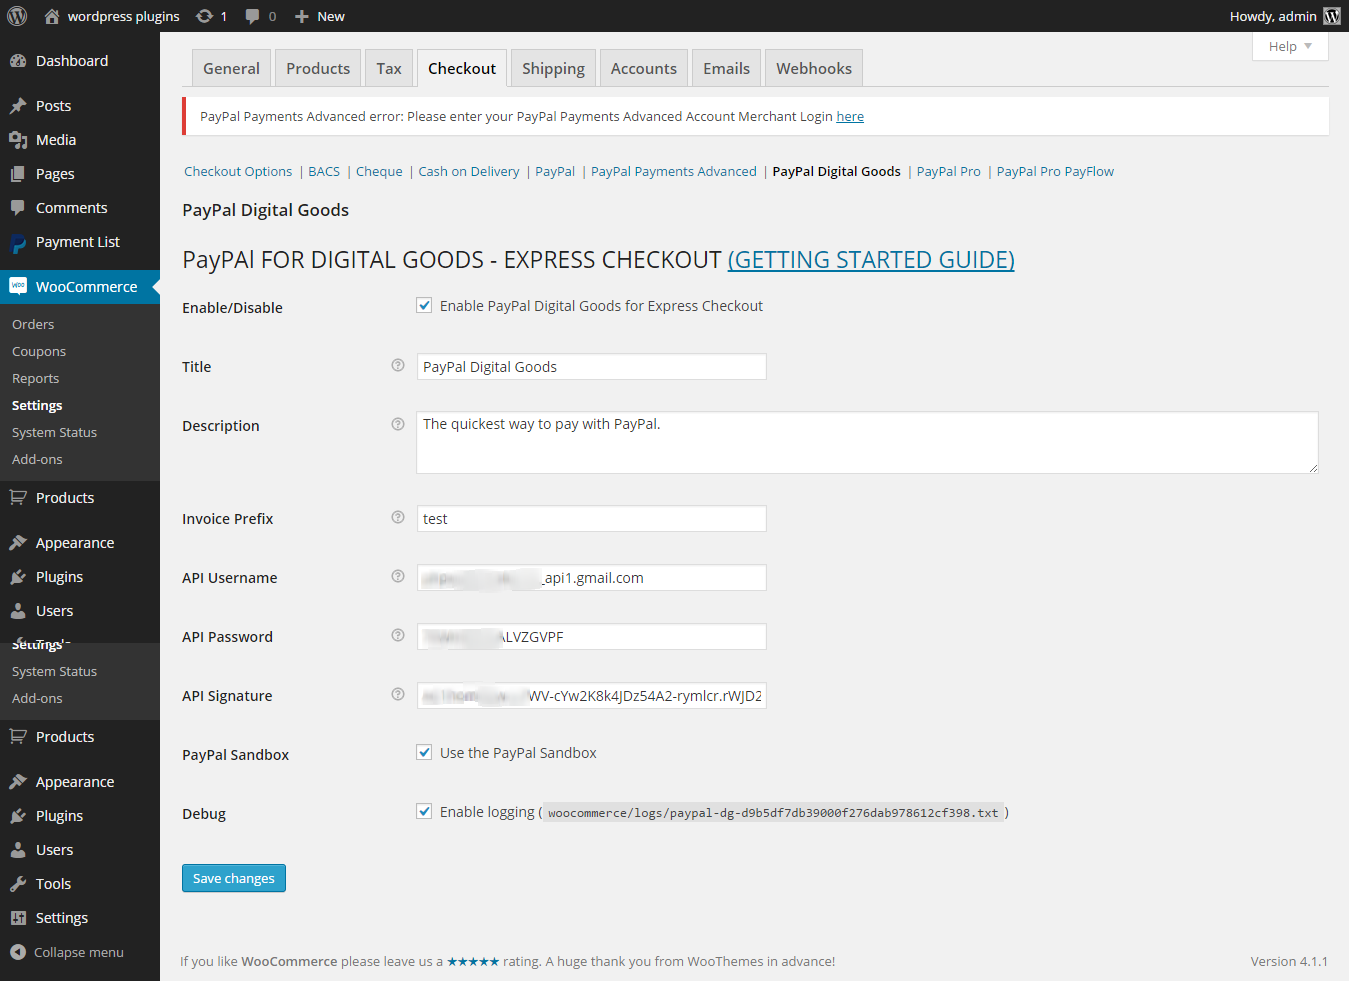 wordpress plugins 1 0 New Howdy, admin
Help
Dashboard
Posts
Media
Pages
Comments
Payment List
WooCommerce
Orders
Coupons
Reports
Settings
System Status
Add-ons
Products
Appearance
Plugins
Users
Tools
Settings
System Status
Add-ons
Products
Appearance
Plugins
Users
Tools
Settings
Collapse menu
General Products Tax Checkout Shipping Accounts Emails Webhooks
PayPal Payments Advanced error: Please enter your PayPal Payments Advanced Account Merchant Login here
Checkout Options | BACS | Cheque | Cash on Delivery | PayPal | PayPal Payments Advanced | PayPal Digital Goods | PayPal Pro | PayPal Pro PayFlow
PayPal Digital Goods
PayPAl FOR DIGITAL GOODS - EXPRESS CHECKOUT (GETTING STARTED GUIDE)
Enable/Disable Enable PayPal Digital Goods for Express Checkout
Title PayPal Digital Goods
Description The quickest way to pay with PayPal.
Invoice Prefix test
API Username _api1.gmail.com
API Password ALVZGVPF
API Signature WV-cYw2K8k4JDz54A2-rymlcr.rWJD2
PayPal Sandbox Use the PayPal Sandbox
Debug Enable logging ( woocommerce/logs/paypal-dg-d9b5df7db39000f276dab978612cf398.txt )
Save changes
If you like WooCommerce please leave us a ★★★★★ rating. A huge thank you from WooThemes in advance!
Version 4.1.1